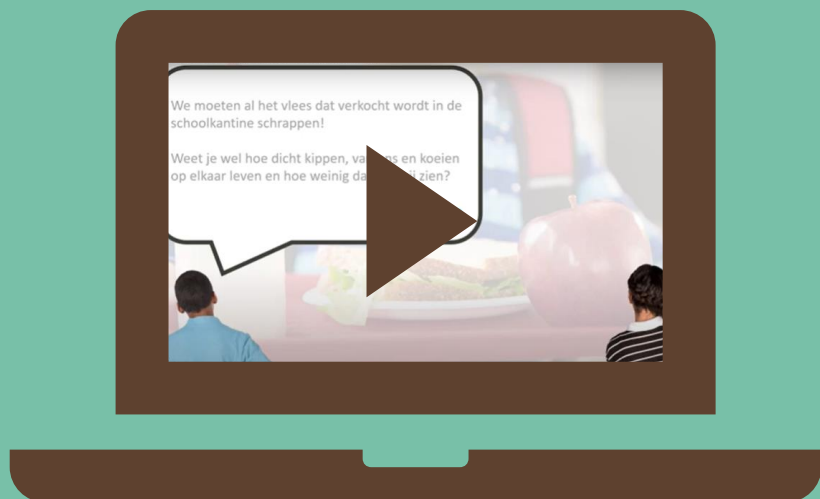 We moeten al het vlees dat verkocht wordt in de
schoolkantine schrappen!
Weet je wel hoe dicht kippen, en koeien
op elkaar leven en hoe weinig zien?